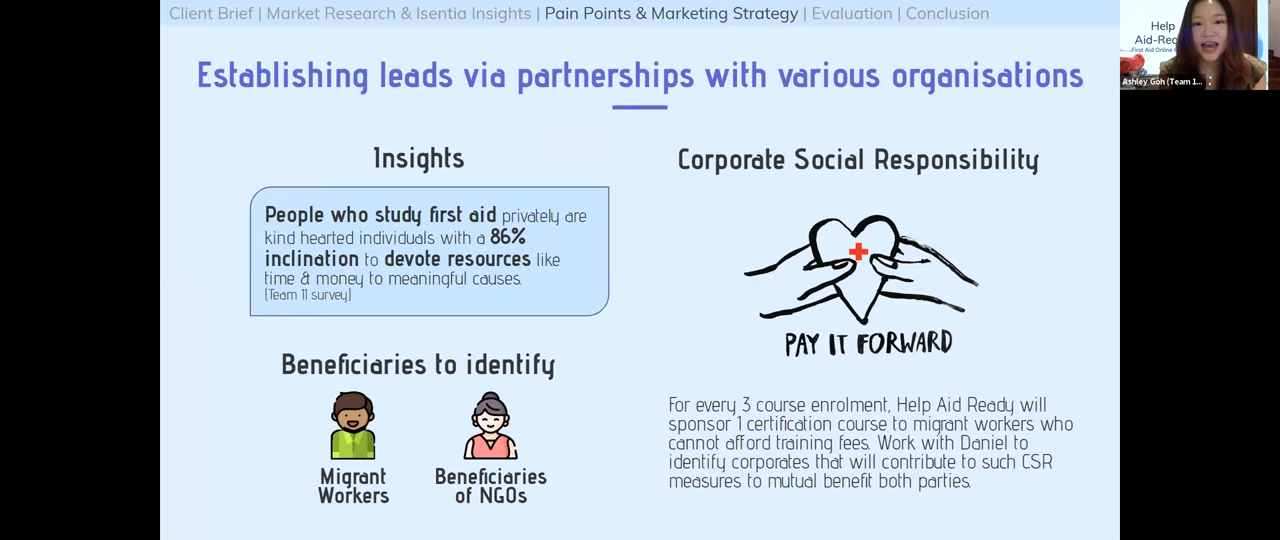 Client Brief | Market Research & Isentia Insights | Pain Points & Marketing Strategy | Evaluation | Conclusion
Establishing leads via partnerships with various organisations
Insights
People who study first aid privately are
kind hearted individuals with a 86%
inclination to devote resources like
time & money to meaningful causes.
(Team 11 survey)
Beneficiaries to identify
Migrant
Workers
Beneficiaries
of NGOs
Corporate Social Responsibility
PAY IT FORWARD
For every 3 course enrolment, Help Aid Ready will
sponsor 1 certification course to migrant workers who
cannot afford training fees. Work with Daniel to
identify corporates that will contribute to such CSR
measures to mutual benefit both parties.
Help
First Aid Online
Ashley Goh (Team 1...